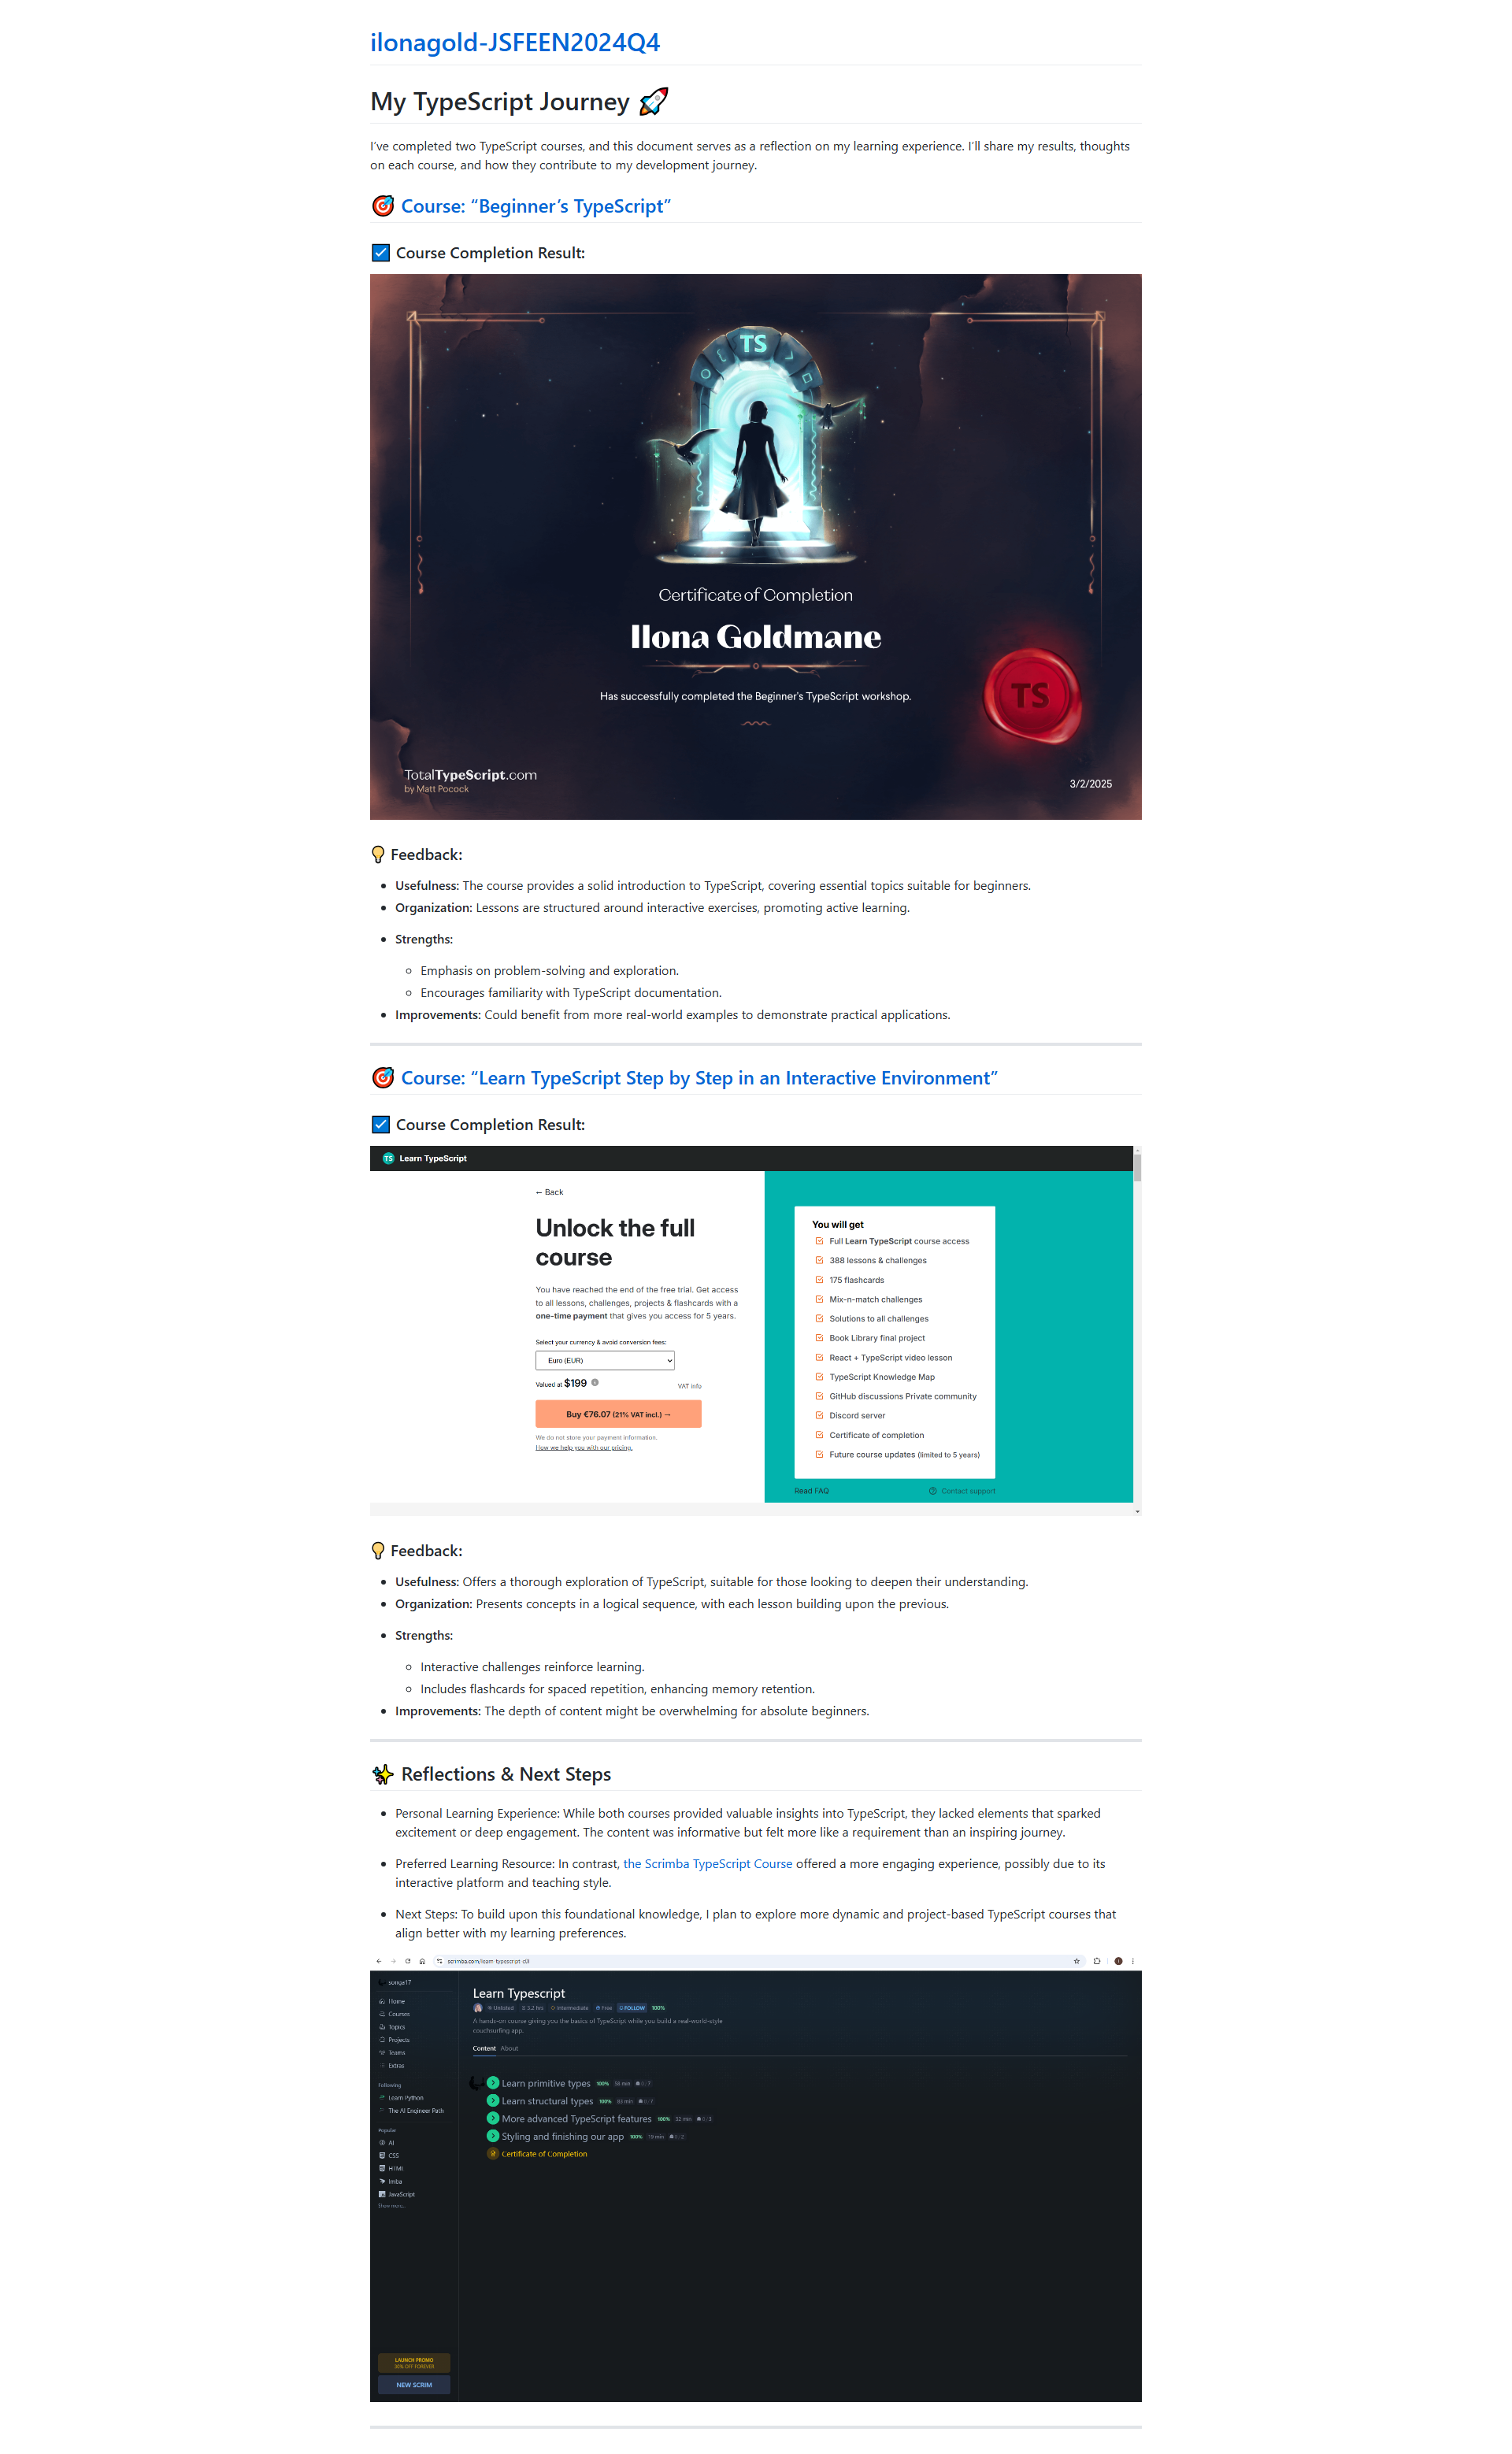 ilonagold-JSFEEN2024Q4
My TypeScript Journey 🚀
I've completed two TypeScript courses, and this document serves as a reflection on my learning experience. I'll share my results, thoughts
on each course, and how they contribute to my development journey.
🎯 Course: “Beginner’s TypeScript”
☑ Course Completion Result:
TS
Certificate of Completion
Ilona Goldmane
Has successfully completed the Beginner's TypeScript workshop.
TS
TotalTypeScript.com
by Matt Pocock
3/2/2025
💡 Feedback:
• Usefulness: The course provides a solid introduction to TypeScript, covering essential topics suitable for beginners.
• Organization: Lessons are structured around interactive exercises, promoting active learning.
• Strengths:
◦ Emphasis on problem-solving and exploration.
◦ Encourages familiarity with TypeScript documentation.
• Improvements: Could benefit from more real-world examples to demonstrate practical applications.
🎯 Course: “Learn TypeScript Step by Step in an Interactive Environment”
☑ Course Completion Result:
TS Learn TypeScript
← Back
Unlock the full
course
You have reached the end of the free trial. Get access
to all lessons, challenges, projects & flashcards with a
one-time payment that gives you access for 5 years.
Select your currency & avoid conversion fees:
Euro (EUR)
Valued at $199
VAT info
Buy €76.07 (21% VAT incl.) →
We do not store your payment information.
How we help you with our pricing.
You will get
Full Learn TypeScript course access
388 lessons & challenges
175 flashcards
Mix-n-match challenges
Solutions to all challenges
Book Library final project
React + TypeScript video lesson
TypeScript Knowledge Map
GitHub discussions Private community
Discord server
Certificate of completion
Future course updates (limited to 5 years)
Read FAQ
Contact support
💡 Feedback:
• Usefulness: Offers a thorough exploration of TypeScript, suitable for those looking to deepen their understanding.
• Organization: Presents concepts in a logical sequence, with each lesson building upon the previous.
• Strengths:
◦ Interactive challenges reinforce learning.
◦ Includes flashcards for spaced repetition, enhancing memory retention.
• Improvements: The depth of content might be overwhelming for absolute beginners.
✨ Reflections & Next Steps
• Personal Learning Experience: While both courses provided valuable insights into TypeScript, they lacked elements that sparked
excitement or deep engagement. The content was informative but felt more like a requirement than an inspiring journey.
• Preferred Learning Resource: In contrast, the Scrimba TypeScript Course offered a more engaging experience, possibly due to its
interactive platform and teaching style.
• Next Steps: To build upon this foundational knowledge, I plan to explore more dynamic and project-based TypeScript courses that
align better with my learning preferences.
Home
Courses
Topics
Projects
Teams
Extras
Following
Learn Python
The AI Engineer Path
Popular
AI
CSS
HTML
Imba
JavaScript
Show more...
LAUNCH PROMO
30% OFF FOREVER
NEW SCRIM
Learn Typescript
Unlisted 3.2 hrs Intermediate Free FOLLOW 100%
A hands-on course giving you the basics of TypeScript while you build a real-world-style
couchsurfing app.
Content About
Learn primitive types 100%
Learn structural types 100%
More advanced TypeScript features 100%
Styling and finishing our app 100%
Certificate of Completion